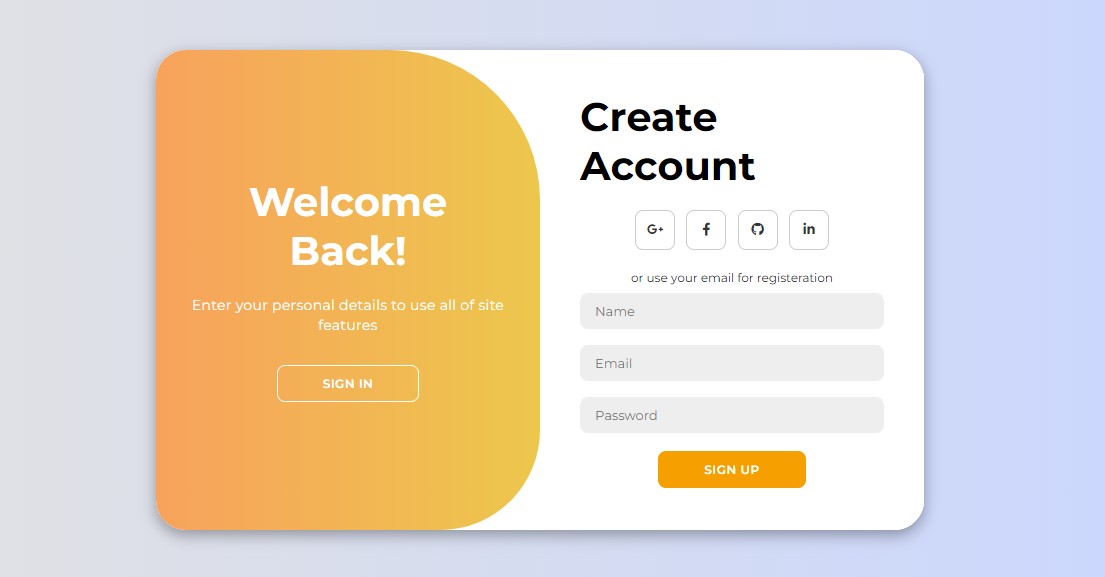 Welcome
Back!
Enter your personal details to use all of site
features
SIGN IN
Create
Account
G+
f
in
or use your email for registeration
Name
Email
Password
SIGN UP